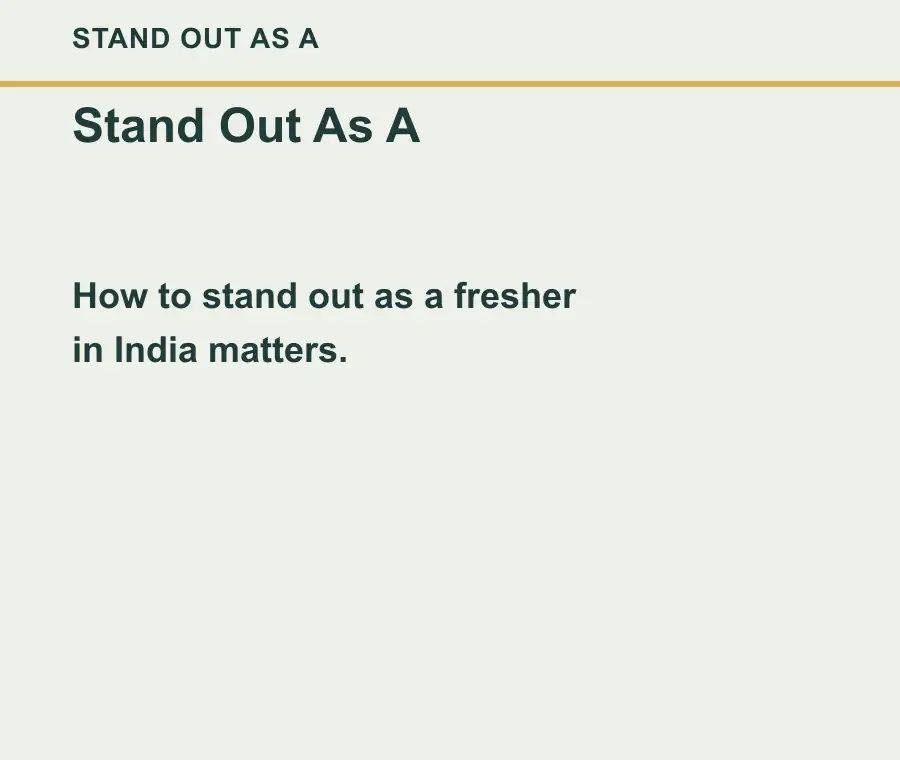 STAND OUT AS A
Stand Out As A
How to stand out as a fresher
in India matters.